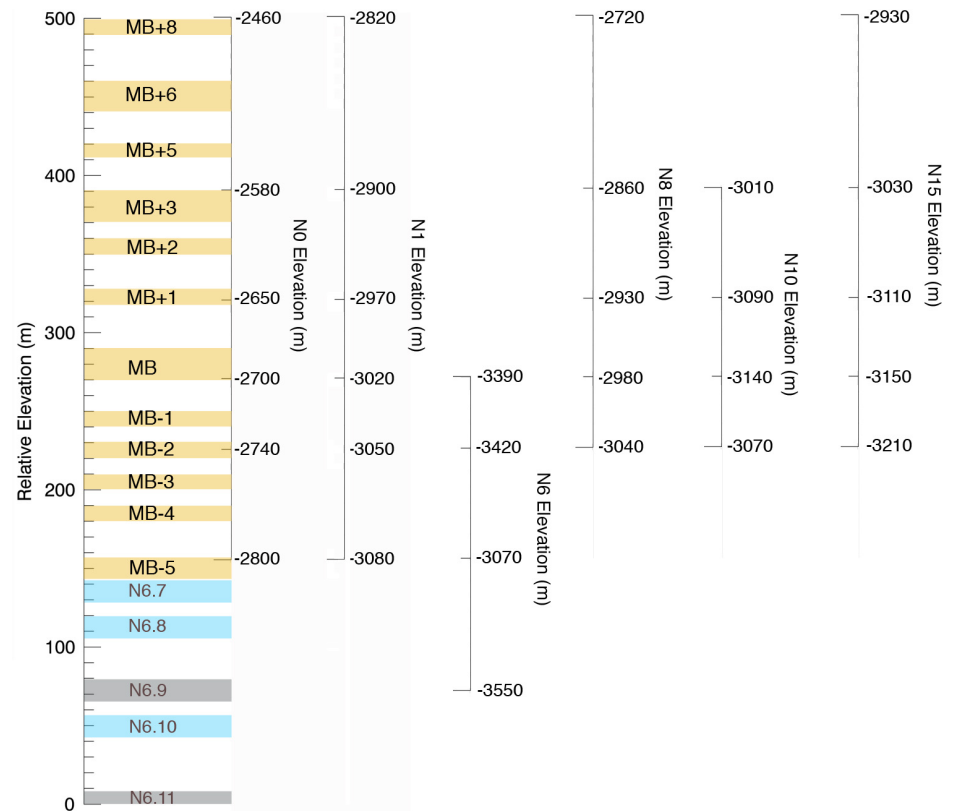 500
400
300
200
100
0
Relative Elevation (m)
MB+8
MB+6
MB+5
MB+3
MB+2
MB+1
MB
MB-1
MB-2
MB-3
MB-4
MB-5
N6.7
N6.8
N6.9
N6.10
N6.11
-2460
-2580
-2650
-2700
-2740
-2800
N0 Elevation (m)
-2820
-2900
-2970
-3020
-3050
-3080
N1 Elevation (m)
-3390
-3420
-3070
-3550
N6 Elevation (m)
-2720
-2860
-2930
-2980
-3040
N8 Elevation (m)
-3010
-3090
-3140
-3070
N10 Elevation (m)
-2930
-3030
-3110
-3150
-3210
N15 Elevation (m)